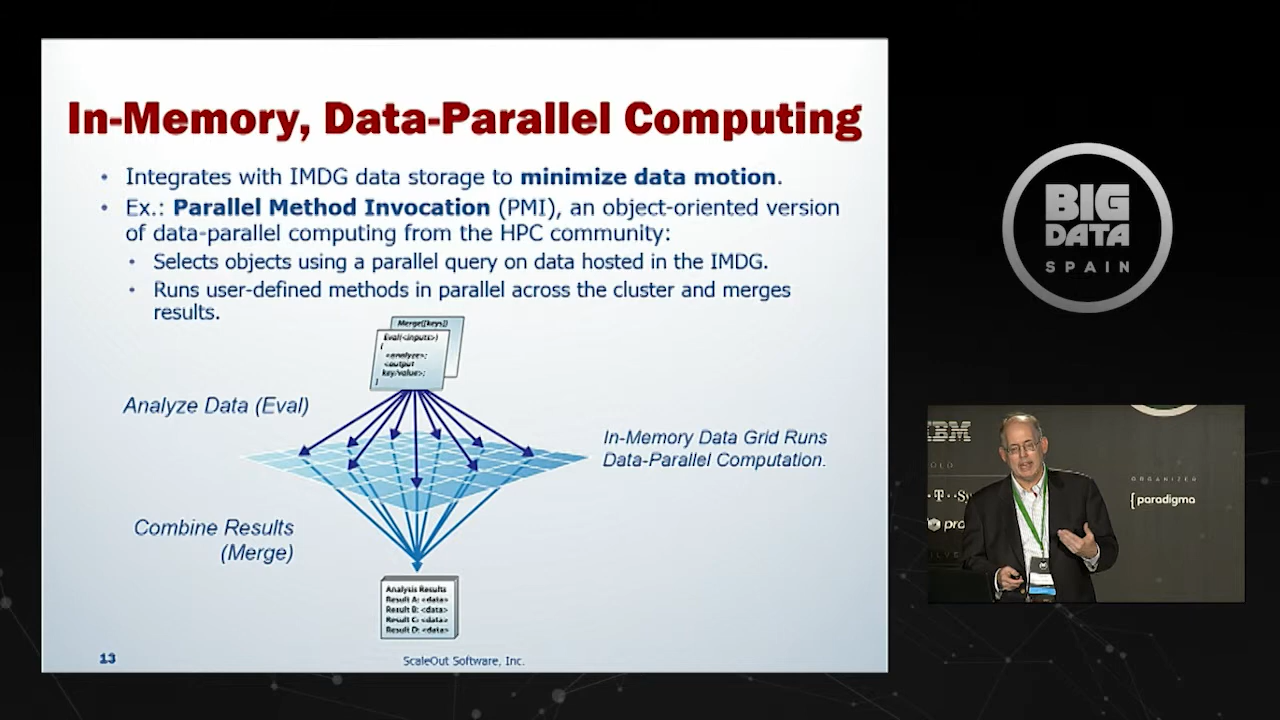 In-Memory, Data-Parallel Computing
• Integrates with IMDG data storage to minimize data motion.
• Ex.: Parallel Method Invocation (PMI), an object-oriented version
of data-parallel computing from the HPC community:
• Selects objects using a parallel query on data hosted in the IMDG.
• Runs user-defined methods in parallel across the cluster and merges
results.
Merge([keys])
Eval(<inputs>)
{
<analyze>;
<output
key/value>;
}
Analyze Data (Eval)
In-Memory Data Grid Runs
Data-Parallel Computation.
Combine Results
(Merge)
Analysis Results
Result A: <data>
Result B: <data>
Result C: <data>
Result D: <data>
13
ScaleOut Software, Inc.
BIG
DATA
SPAIN
IBM
OLD
T··Sy
pro
ILVE
ORGANIZER
{paradigma